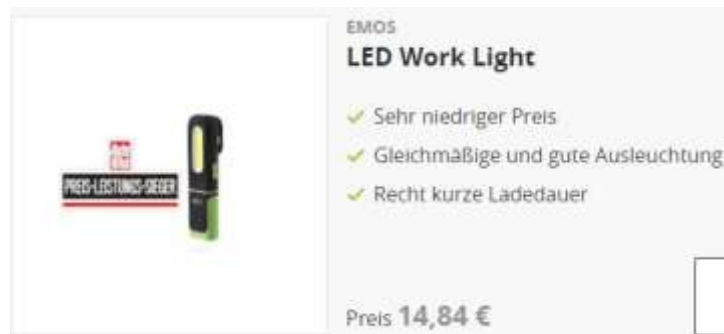 EMOS
LED Work Light
Sehr niedriger Preis
Gleichmäßige und gute Ausleuchtung
Recht kurze Ladedauer
PREIS-LEISTUNGS-SIEGER
Preis 14,84 €